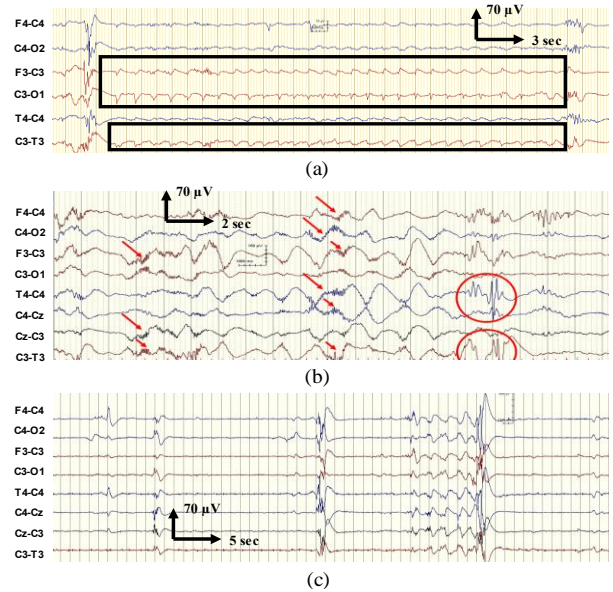 70 µV
F4-C4
3 sec
C4-O2
F3-C3
C3-O1
T4-C4
C3-T3
(a)
70 µV
F4-C4
2 sec
C4-O2
F3-C3
C3-O1
T4-C4
C4-Cz
Cz-C3
C3-T3
(b)
F4-C4
C4-O2
F3-C3
C3-O1
T4-C4
70 µV
C4-Cz
Cz-C3
5 sec
C3-T3
(c)